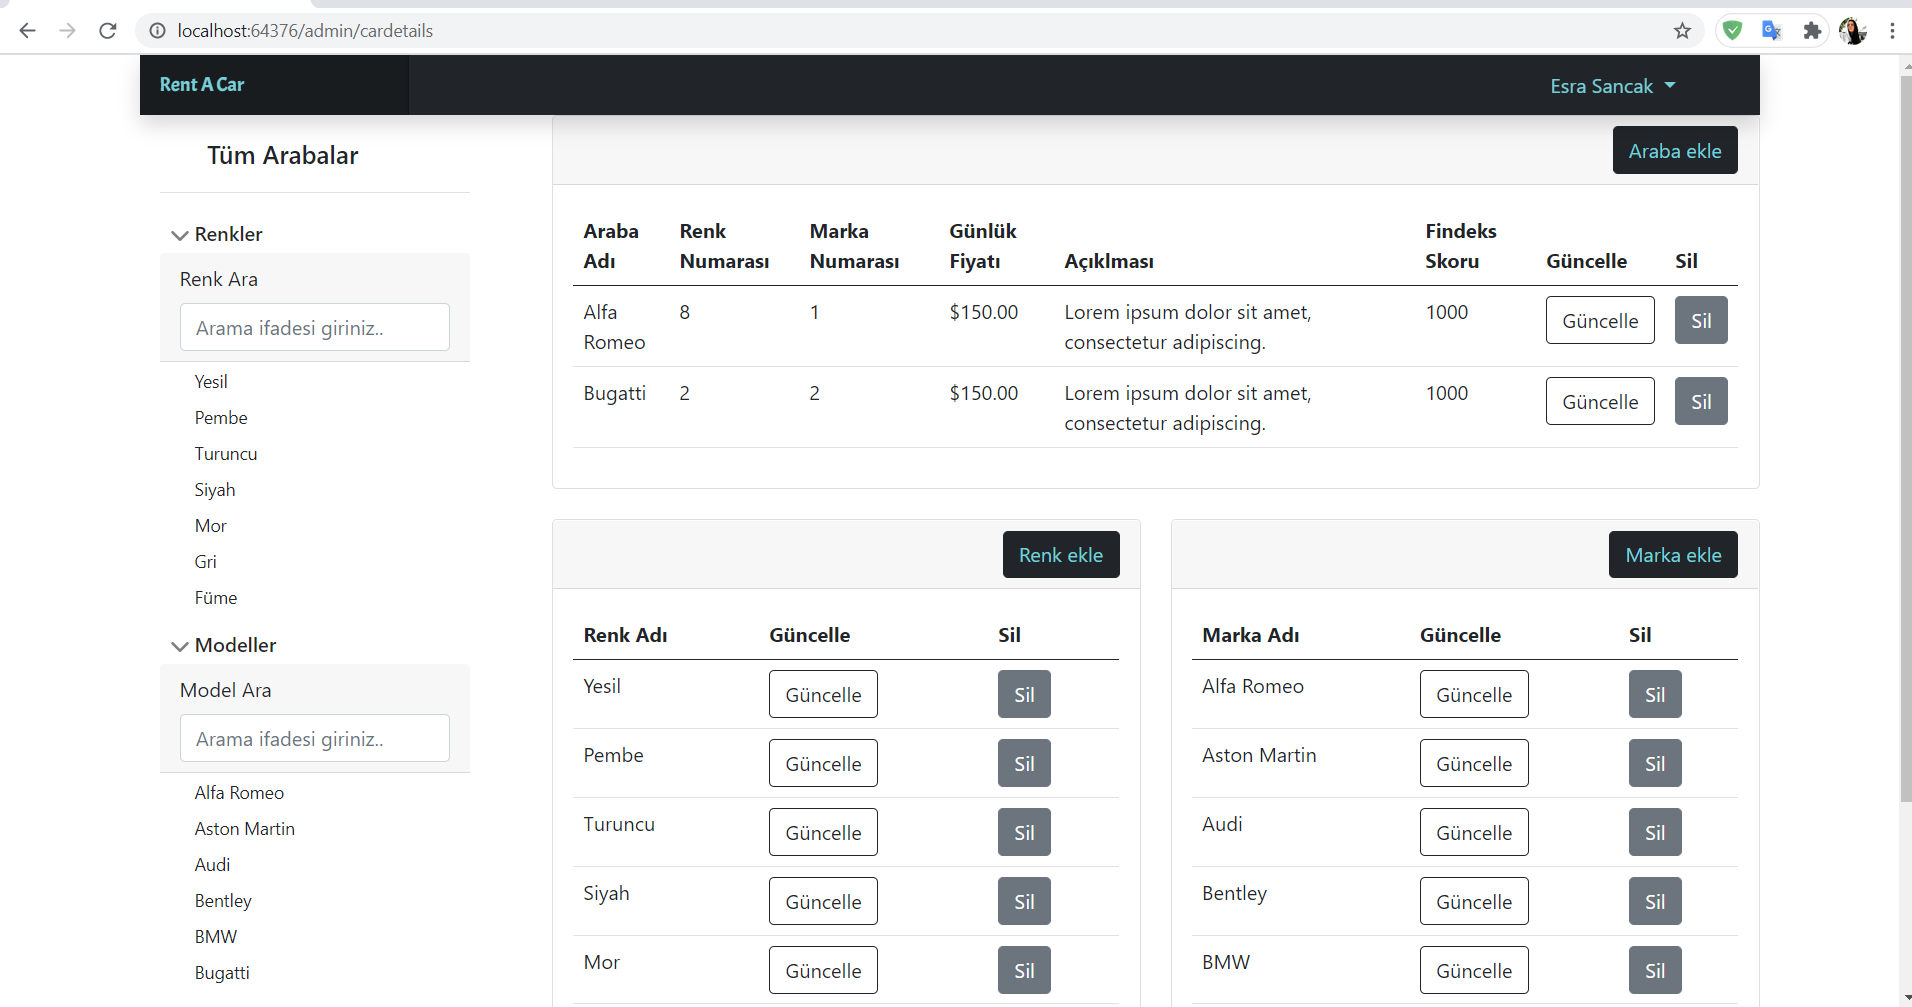 localhost:64376/admin/cardetails
Rent A Car
Esra Sancak
Tüm Arabalar
Renkler
Renk Ara
Arama ifadesi giriniz..
Yesil
Pembe
Turuncu
Siyah
Mor
Gri
Füme
Modeller
Model Ara
Arama ifadesi giriniz..
Alfa Romeo
Aston Martin
Audi
Bentley
BMW
Bugatti
Araba ekle
Araba Adı Renk Numarası Marka Numarası Günlük Fiyatı Açıklması Findeks Skoru Güncelle Sil
Alfa Romeo 8 1 $150.00 Lorem ipsum dolor sit amet, consectetur adipiscing. 1000 Güncelle Sil
Bugatti 2 2 $150.00 Lorem ipsum dolor sit amet, consectetur adipiscing. 1000 Güncelle Sil
Renk ekle
Renk Adı Güncelle Sil
Yesil Güncelle Sil
Pembe Güncelle Sil
Turuncu Güncelle Sil
Siyah Güncelle Sil
Mor Güncelle Sil
Marka ekle
Marka Adı Güncelle Sil
Alfa Romeo Güncelle Sil
Aston Martin Güncelle Sil
Audi Güncelle Sil
Bentley Güncelle Sil
BMW Güncelle Sil